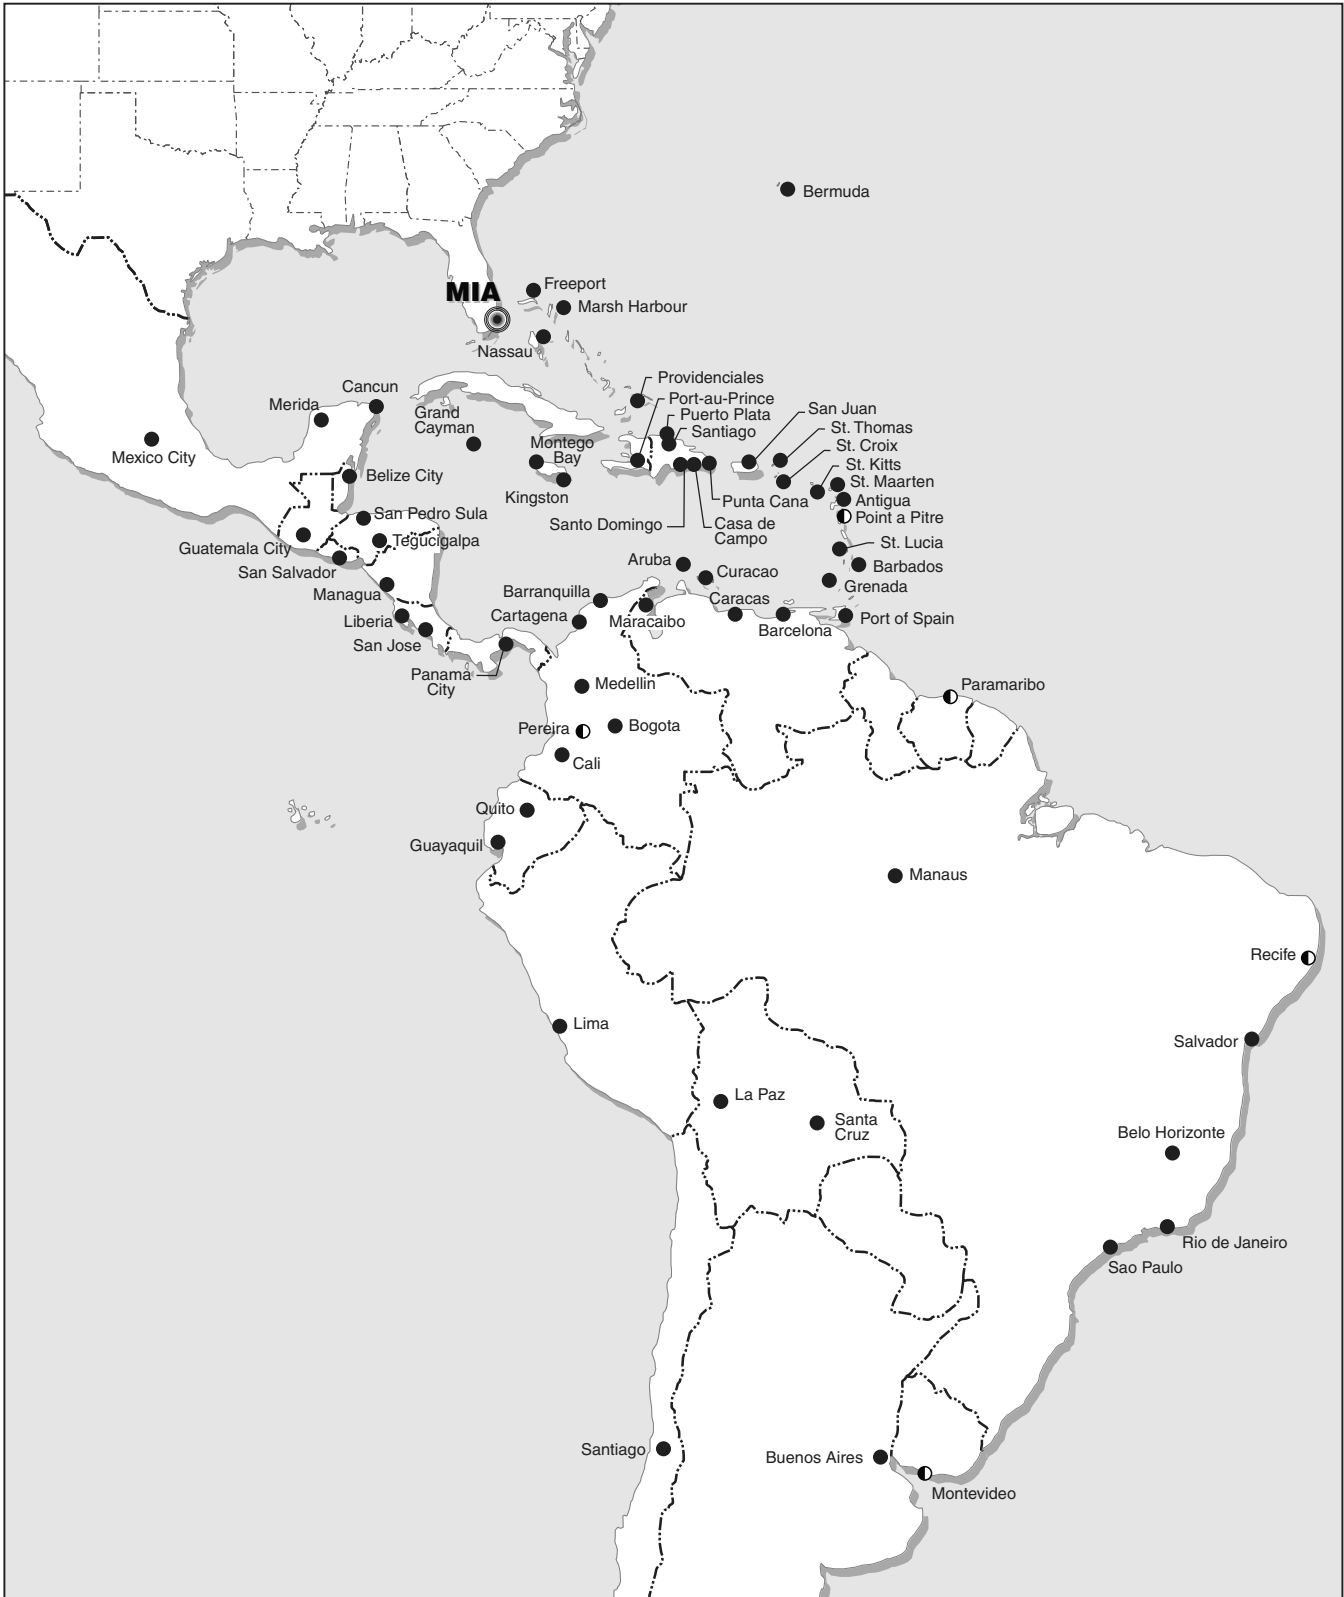 Bermuda
Freeport
MIA
Marsh Harbour
Nassau
Providenciales
Cancun
Port-au-Prince
Merida
Grand
Cayman
Puerto Plata
San Juan
Santiago
St. Thomas
Mexico City
Montego
Bay
St. Croix
St. Kitts
Belize City
St. Maarten
Kingston
Punta Cana
Antigua
San Pedro Sula
Santo Domingo
Casa de
Campo
Point a Pitre
Guatemala City
Tegucigalpa
St. Lucia
San Salvador
Aruba
Curacao
Barbados
Managua
Barranquilla
Grenada
Caracas
Liberia
Cartagena
Maracaibo
Barcelona
Port of Spain
San Jose
Panama
City
Medellin
Paramaribo
Pereira
Bogota
Cali
Quito
Guayaquil
Manaus
Recife
Lima
Salvador
La Paz
Santa
Cruz
Belo Horizonte
Rio de Janeiro
Sao Paulo
Santiago
Buenos Aires
Montevideo